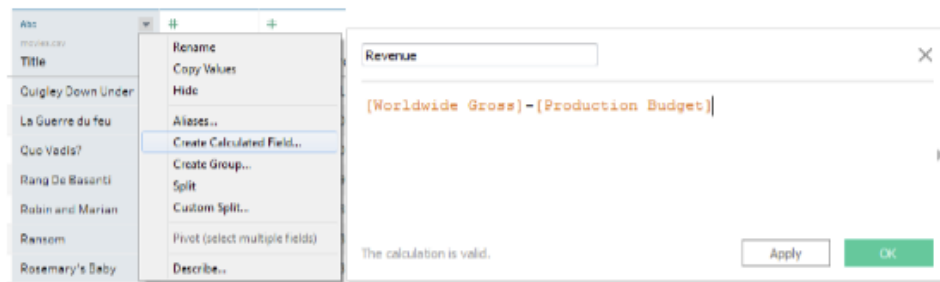 Abc
#
movies.csv
Title
Quigley Down Under
La Guerre du feu
Quo Vadis?
Rang De Basanti
Robin and Marian
Ransom
Rosemary's Baby
Rename
Copy Values
Hide
Aliases...
Create Calculated Field...
Create Group...
Split
Custom Split...
Pivot (select multiple fields)
Describe...
Revenue
[Worldwide Gross]-[Production Budget]
The calculation is valid.
Apply
OK